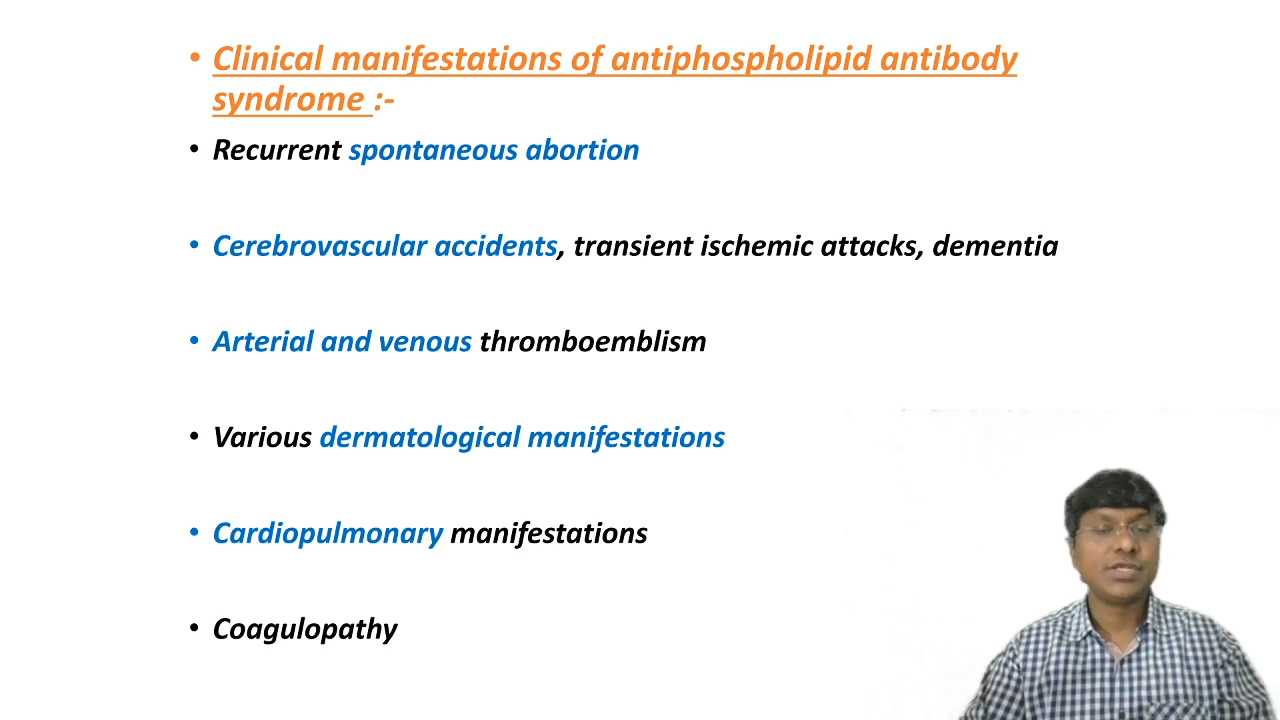 • Clinical manifestations of antiphospholipid antibody
syndrome :-
• Recurrent spontaneous abortion
• Cerebrovascular accidents, transient ischemic attacks, dementia
• Arterial and venous thromboemblism
• Various dermatological manifestations
• Cardiopulmonary manifestations
• Coagulopathy